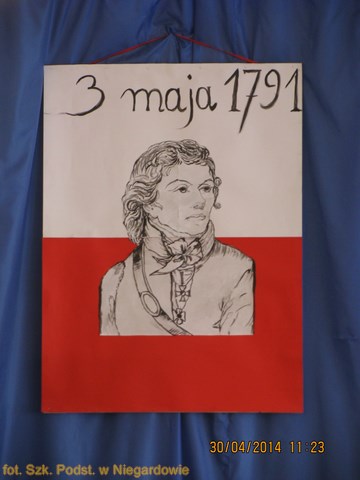 3 maja 1791
30/04/2014 11:23
fot. Szk. Podst. w Niegardowie